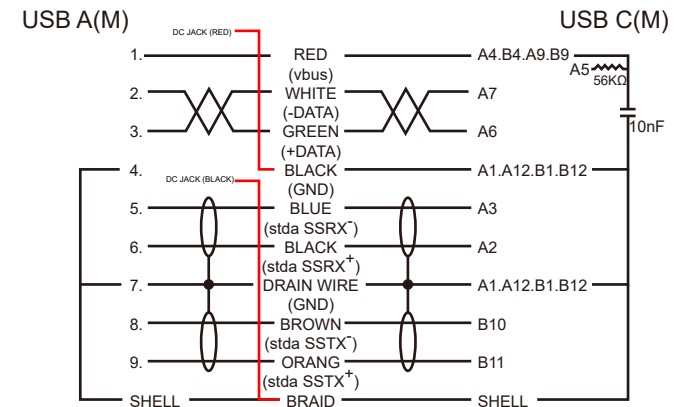 USB A(M) USB C(M)
DC JACK (RED)
1. RED A4.B4.A9.B9
(vbus) A5 56KΩ
2. WHITE A7
(-DATA)
3. GREEN A6 10nF
(+DATA)
4. BLACK A1.A12.B1.B12
DC JACK (BLACK) (GND)
5. BLUE A3
(stda SSRX-)
6. BLACK A2
(stda SSRX+)
7. DRAIN WIRE A1.A12.B1.B12
(GND)
8. BROWN B10
(stda SSTX-)
9. ORANG B11
(stda SSTX+)
SHELL BRAID SHELL